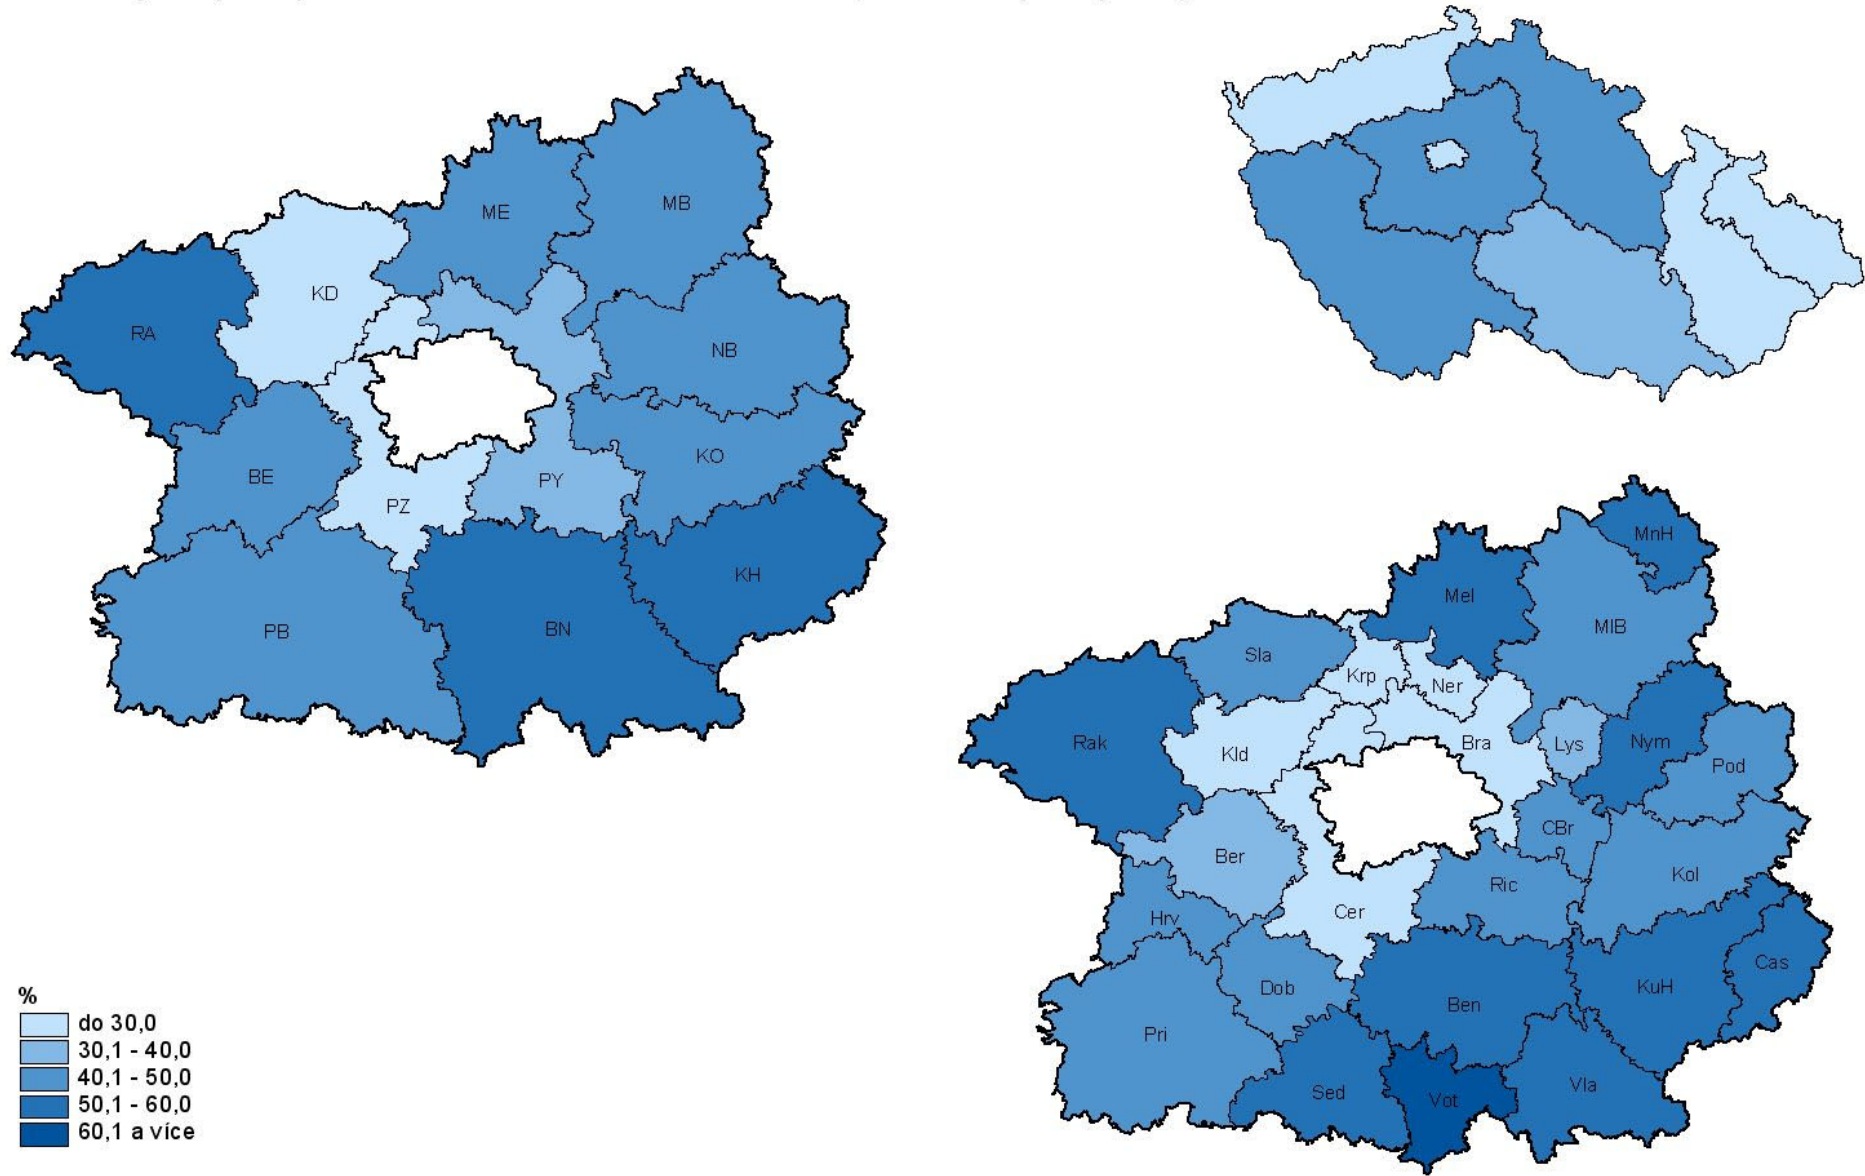 ME
MB
KD
RA
NB
KO
BE
PY
PZ
KH
BN
PB
MnH
Mel
MlB
Sla
Krp
Ner
Rak
Bra
Lys
Nym
Kld
Pod
CBr
Ber
Kol
Ric
Cer
Hrv
Cas
Dob
KuH
Ben
Pri
Vla
Sed
Vot
%
do 30,0
30,1 - 40,0
40,1 - 50,0
50,1 - 60,0
60,1 a více